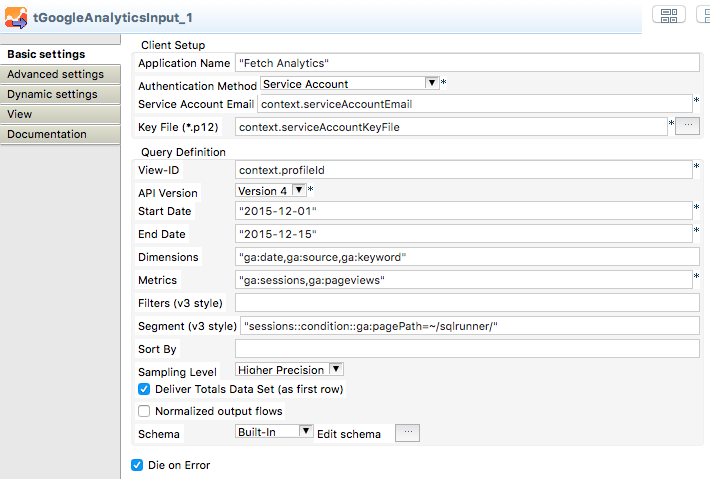 tGoogleAnalyticsInput_1
Basic settings
Advanced settings
Dynamic settings
View
Documentation
Client Setup
Application Name "Fetch Analytics"
Authentication Method Service Account *
Service Account Email context.serviceAccountEmail *
Key File (*.p12) context.serviceAccountKeyFile * ...
Query Definition
View-ID context.profileId *
API Version Version 4 *
Start Date "2015-12-01" *
End Date "2015-12-15" *
Dimensions "ga:date,ga:source,ga:keyword"
Metrics "ga:sessions,ga:pageviews" *
Filters (v3 style)
Segment (v3 style) "sessions::condition::ga:pagePath=~/sqlrunner/"
Sort By
Sampling Level Higher Precision
Deliver Totals Data Set (as first row)
Normalized output flows
Schema Built-In Edit schema ...
Die on Error